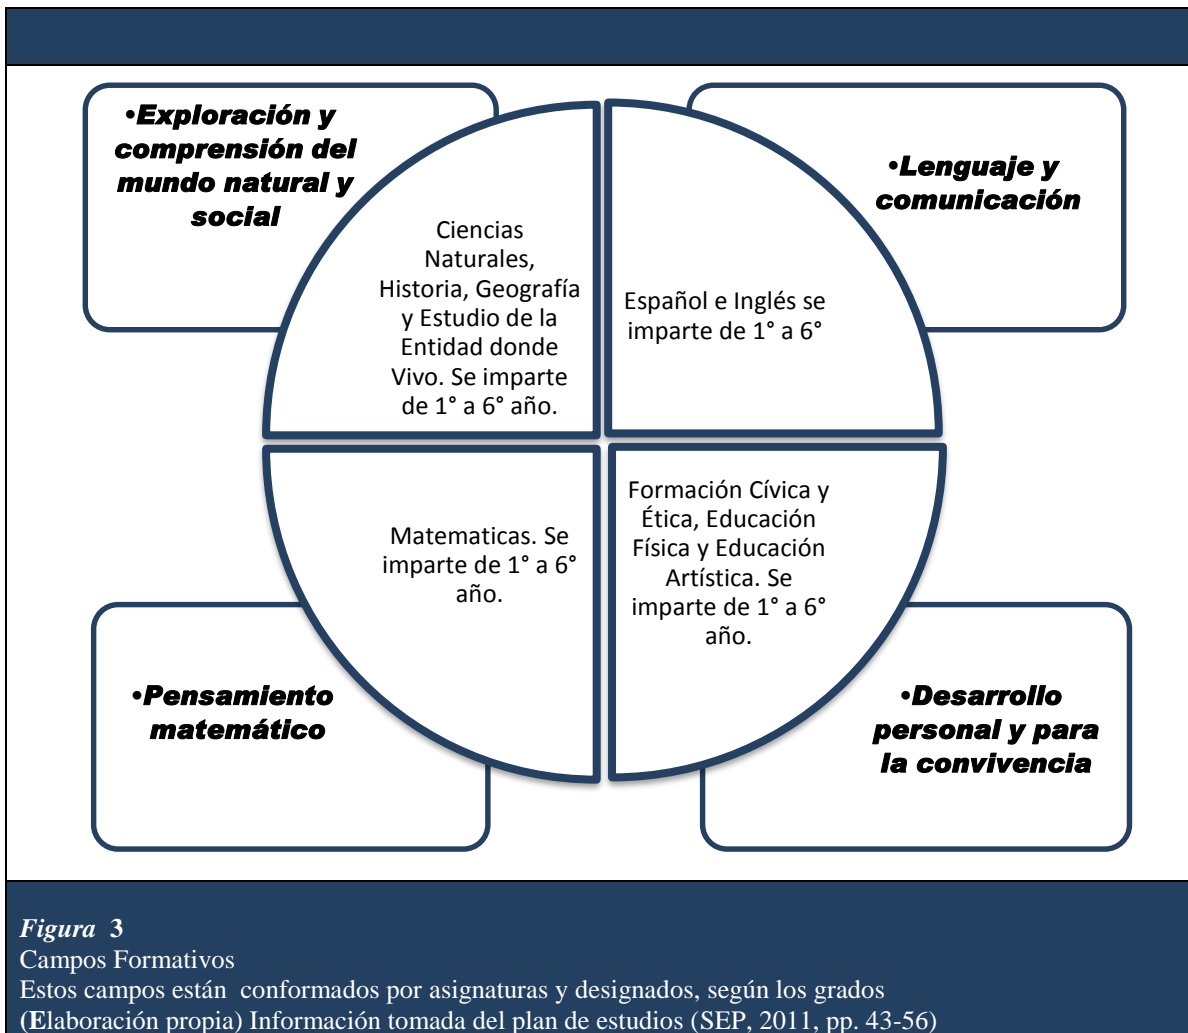 •Exploración y
comprensión del
mundo natural y
social
Ciencias
Naturales,
Historia, Geografía
y Estudio de la
Entidad donde
Vivo. Se imparte
de 1° a 6° año.
•Lenguaje y
comunicación
Español e Inglés se
imparte de 1° a 6°
•Pensamiento
matemático
Matematicas. Se
imparte de 1° a 6°
año.
Formación Cívica y
Ética, Educación
Física y Educación
Artística. Se
imparte de 1° a 6°
año.
•Desarrollo
personal y para
la convivencia
Figura 3
Campos Formativos
Estos campos están conformados por asignaturas y designados, según los grados
(Elaboración propia) Información tomada del plan de estudios (SEP, 2011, pp. 43-56)